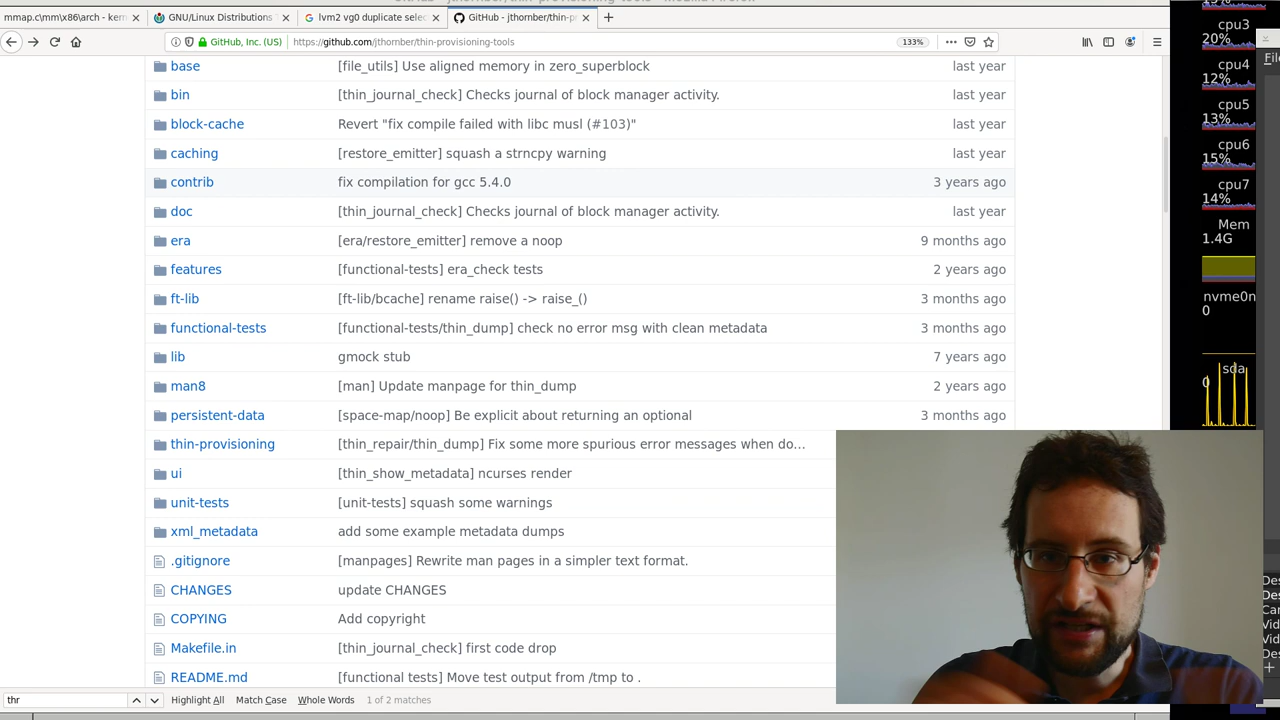 mmap.c\mm\x86\arch - ker
GNU/Linux Distributions
lvm2 vg0 duplicate selec
GitHub - jthornber/thin-p
GitHub, Inc. (US)
https://github.com/jthornber/thin-provisioning-tools
133%
base [file_utils] Use aligned memory in zero_superblock last year
bin [thin_journal_check] Checks journal of block manager activity. last year
block-cache Revert "fix compile failed with libc musl (#103)" last year
caching [restore_emitter] squash a strncpy warning last year
contrib fix compilation for gcc 5.4.0 3 years ago
doc [thin_journal_check] Checks journal of block manager activity. last year
era [era/restore_emitter] remove a noop 9 months ago
features [functional-tests] era_check tests 2 years ago
ft-lib [ft-lib/bcache] rename raise() -> raise_() 3 months ago
functional-tests [functional-tests/thin_dump] check no error msg with clean metadata 3 months ago
lib gmock stub 7 years ago
man8 [man] Update manpage for thin_dump 2 years ago
persistent-data [space-map/noop] Be explicit about returning an optional 3 months ago
thin-provisioning [thin_repair/thin_dump] Fix some more spurious error messages when do…
ui [thin_show_metadata] ncurses render
unit-tests [unit-tests] squash some warnings
xml_metadata add some example metadata dumps
.gitignore [manpages] Rewrite man pages in a simpler text format.
CHANGES update CHANGES
COPYING Add copyright
Makefile.in [thin_journal_check] first code drop
README.md [functional tests] Move test output from /tmp to .
thr
Highlight All
Match Case
Whole Words
1 of 2 matches
cpu3
20%
cpu4
12%
cpu5
13%
cpu6
15%
cpu7
14%
Mem
1.4G
nvme0n
0
sda
0
File
Des
Des
Car
Vid
Vid
Des